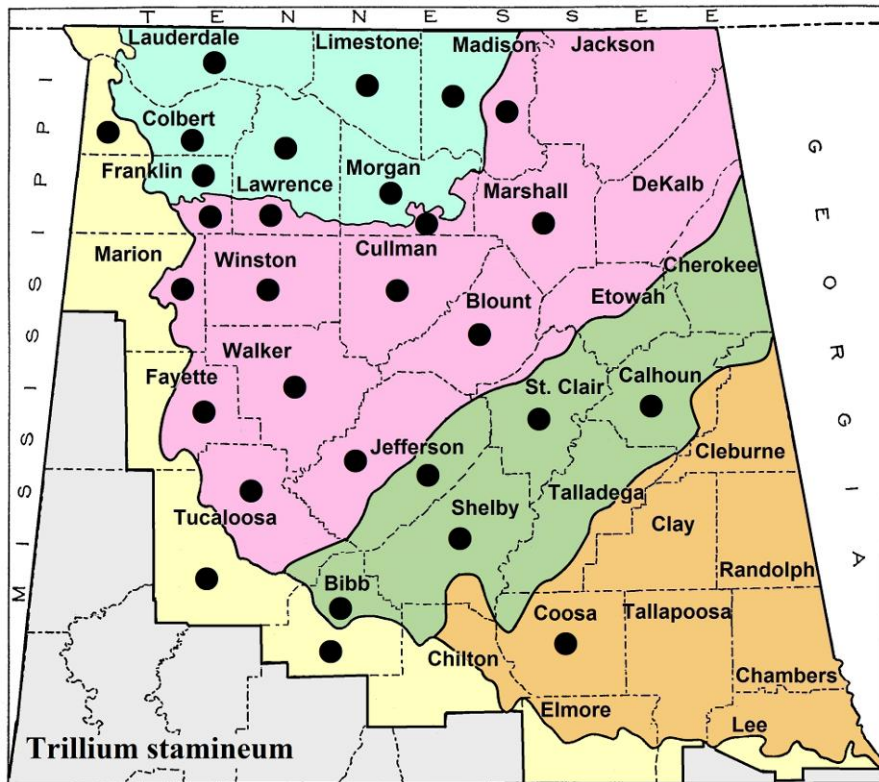 T E N N E S S E E
Lauderdale Limestone Madison Jackson
Colbert
Franklin Lawrence Morgan Marshall DeKalb
Marion Winston Cullman Cherokee
Blount Etowah
Walker
Fayette St. Clair Calhoun
Jefferson Cleburne
Tucaloosa Shelby Talladega
Clay
Bibb Randolph
Coosa Tallapoosa
Chilton Chambers
Elmore Lee
M I S S I S S I P P I
G E O R G I A
Trillium stamineum